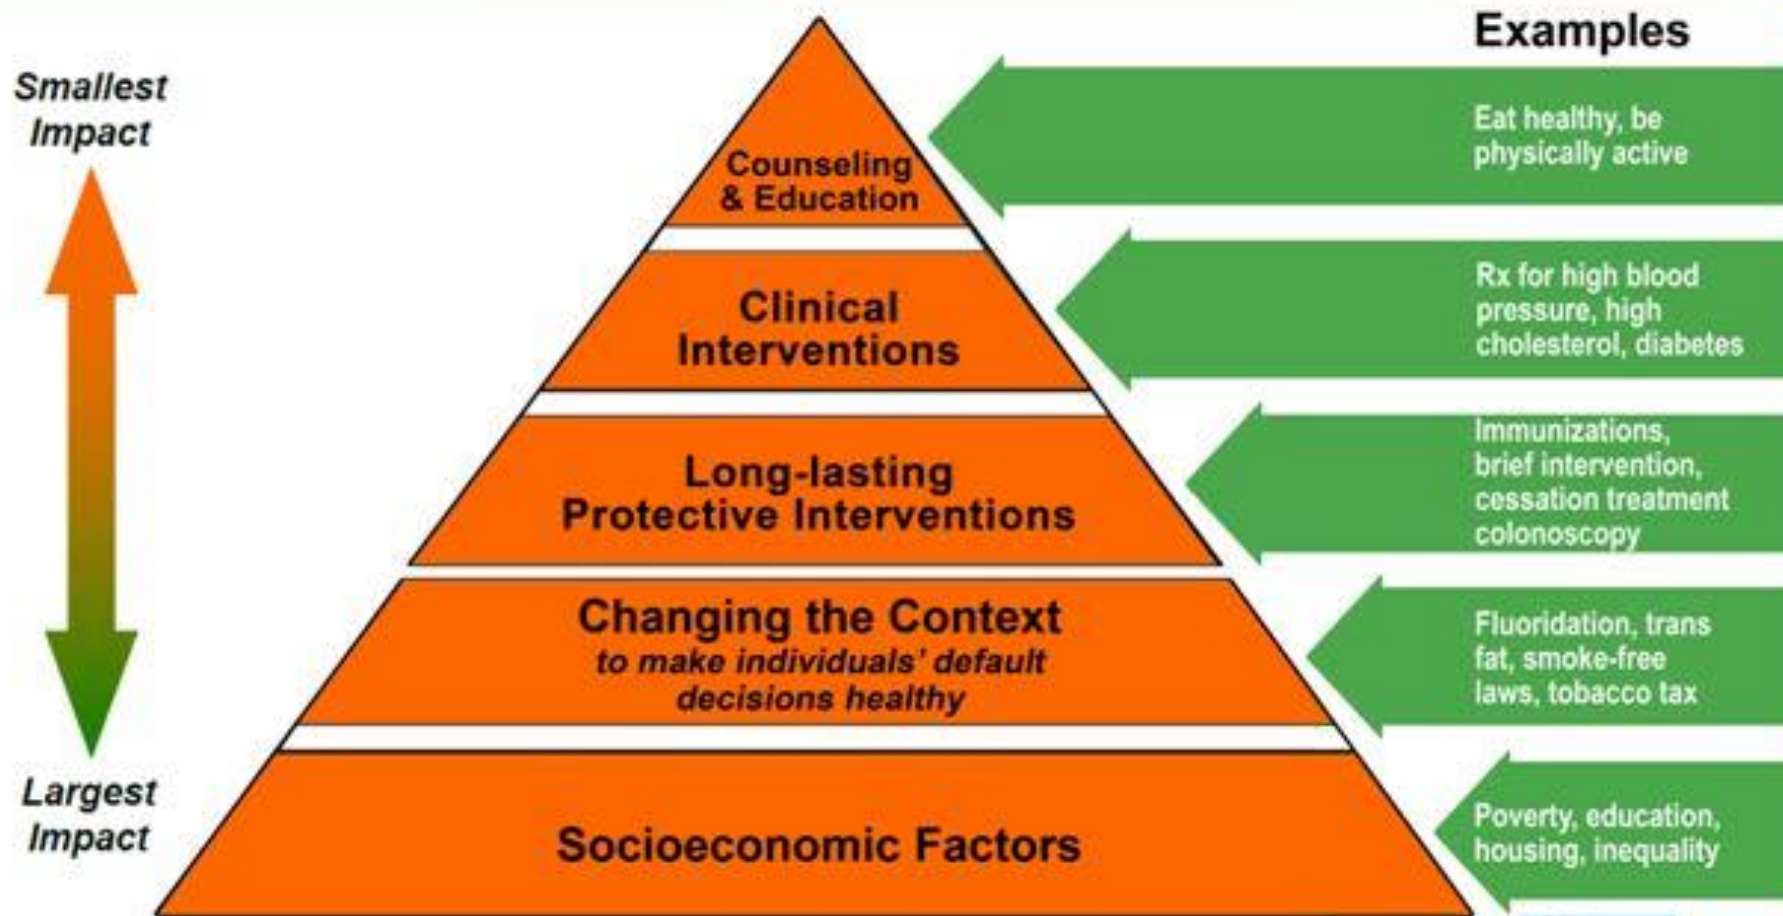 Examples
Smallest
Impact
Counseling
& Education
Eat healthy, be
physically active
Clinical
Interventions
Rx for high blood
pressure, high
cholesterol, diabetes
Long-lasting
Protective Interventions
Immunizations,
brief intervention,
cessation treatment
colonoscopy
Changing the Context
to make individuals' default
decisions healthy
Fluoridation, trans
fat, smoke-free
laws, tobacco tax
Largest
Impact
Socioeconomic Factors
Poverty, education,
housing, inequality